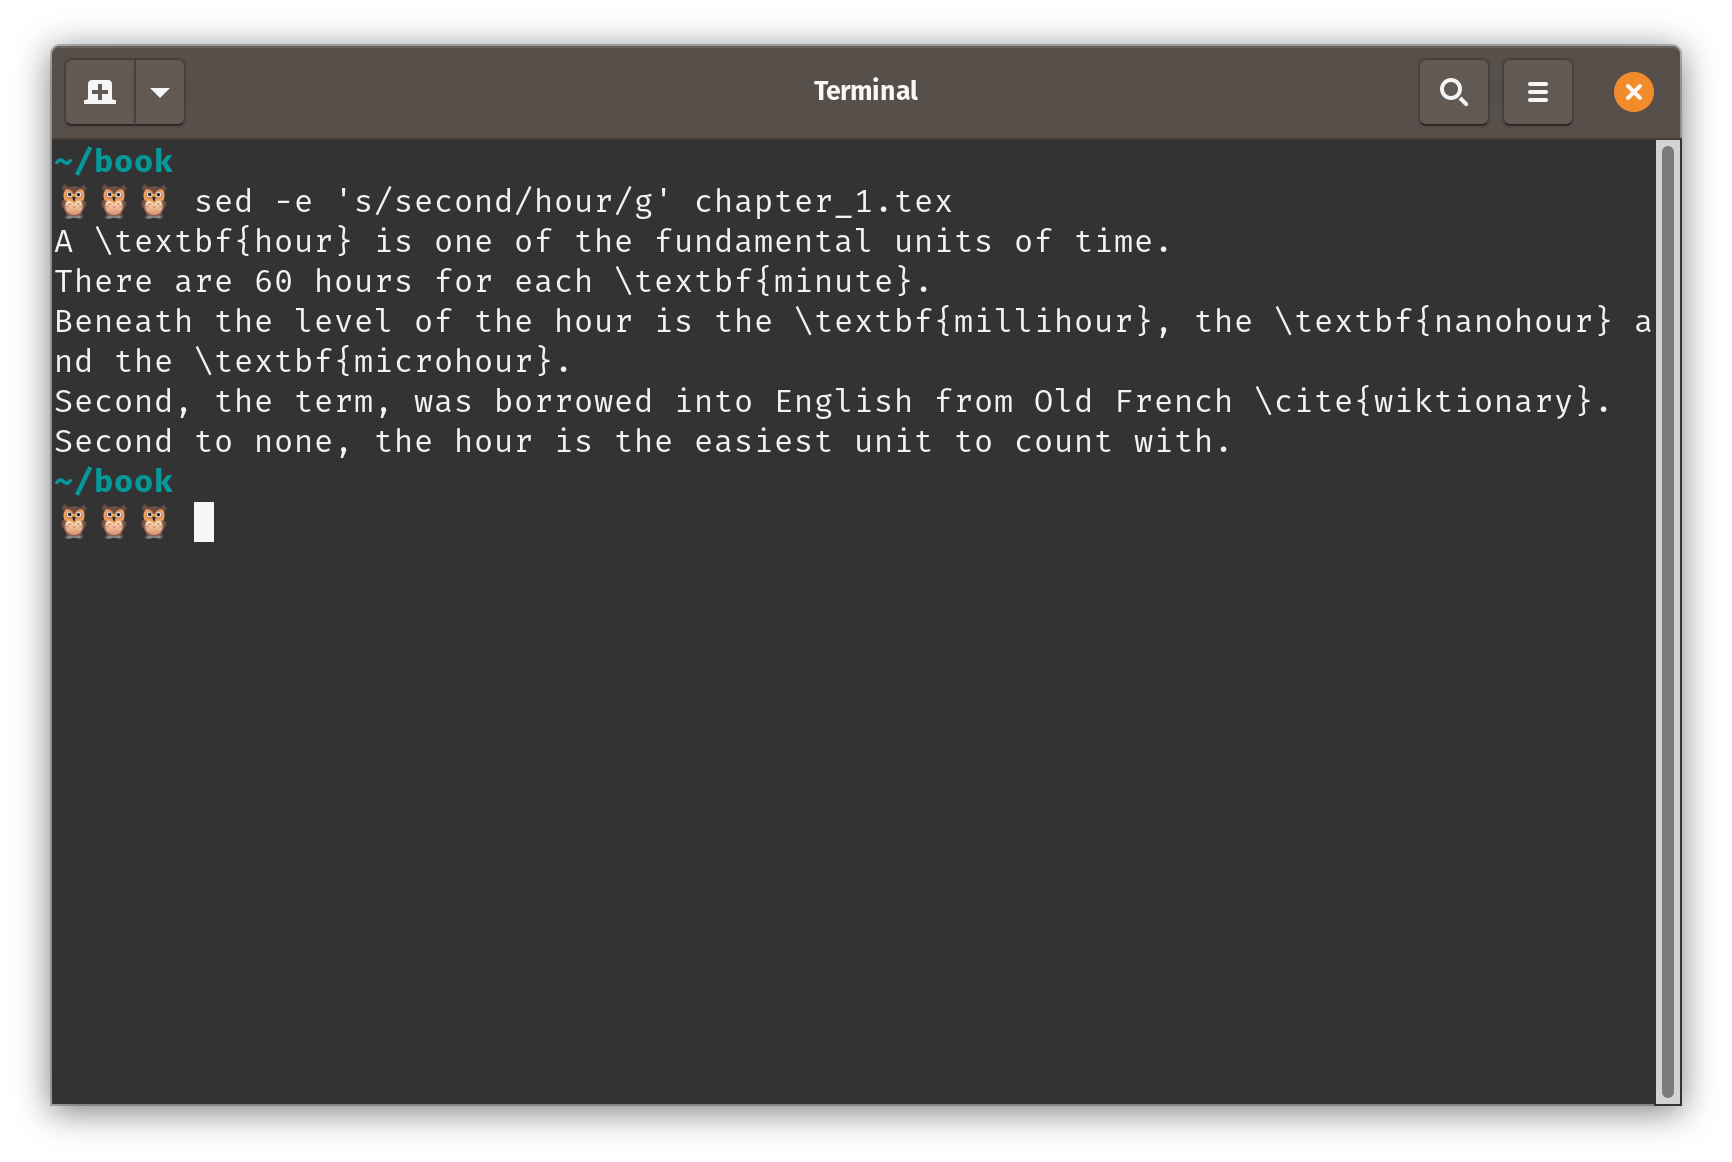 Terminal
~/book
🦉🦉🦉 sed -e 's/second/hour/g' chapter_1.tex
A \textbf{hour} is one of the fundamental units of time.
There are 60 hours for each \textbf{minute}.
Beneath the level of the hour is the \textbf{millihour}, the \textbf{nanohour} a
nd the \textbf{microhour}.
Second, the term, was borrowed into English from Old French \cite{wiktionary}.
Second to none, the hour is the easiest unit to count with.
~/book
🦉🦉🦉